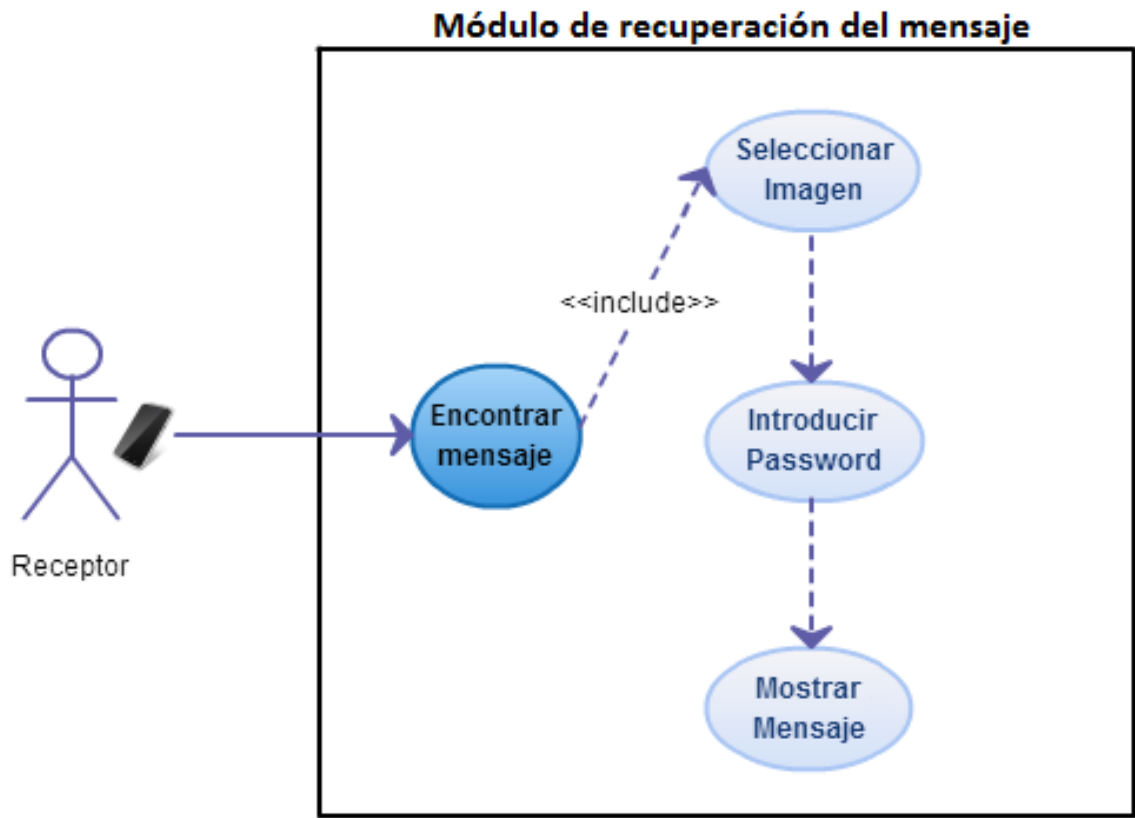 Módulo de recuperación del mensaje
Seleccionar
Imagen
<<include>>
Encontrar
mensaje
Introducir
Password
Receptor
Mostrar
Mensaje